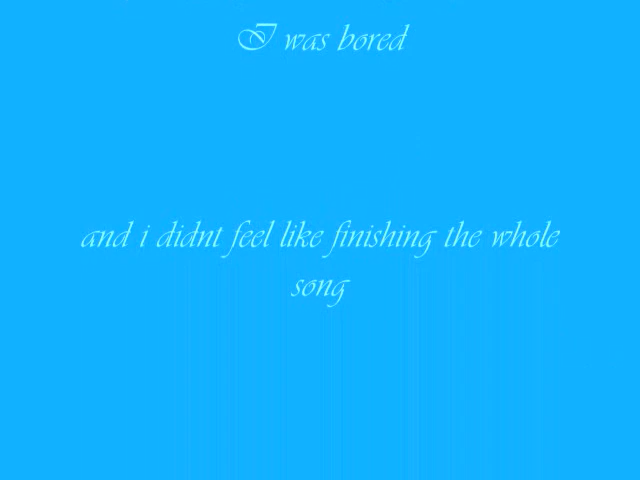 I was bored
and i didnt feel like finishing the whole
song